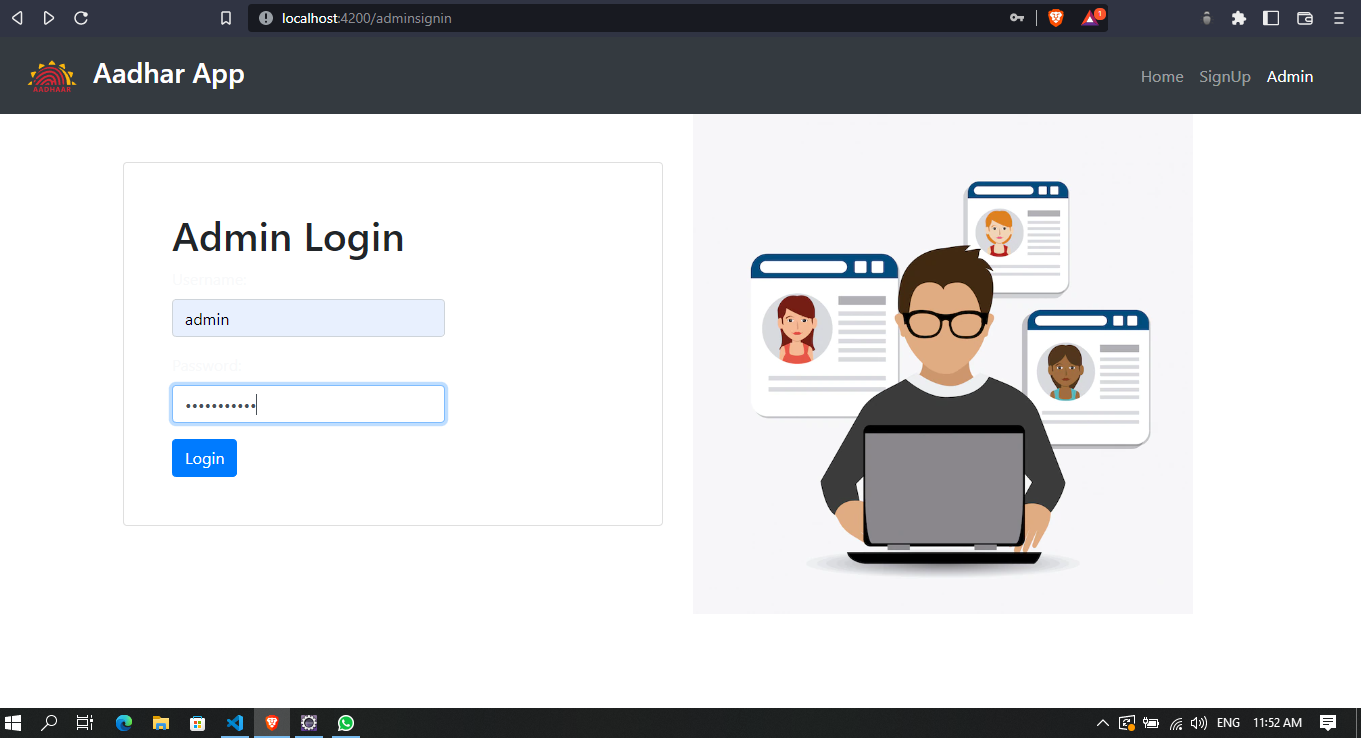 localhost:4200/adminsignin
1
AADHAAR
Aadhar App
Home SignUp Admin
Admin Login
Username:
admin
Password:
•••••••••••
Login
ENG 11:52 AM